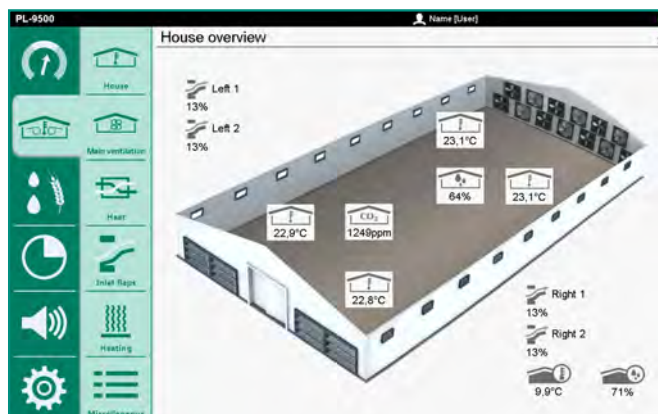 PL-9500
Name [User]
House overview
House
Main ventilation
Heat
Inlet flaps
Heating
Miscellaneous
Left 1
13%
Left 2
13%
23,1°C
64%
23,1°C
22,9°C
CO₂
1249ppm
22,8°C
Right 1
13%
Right 2
13%
9,9°C
71%